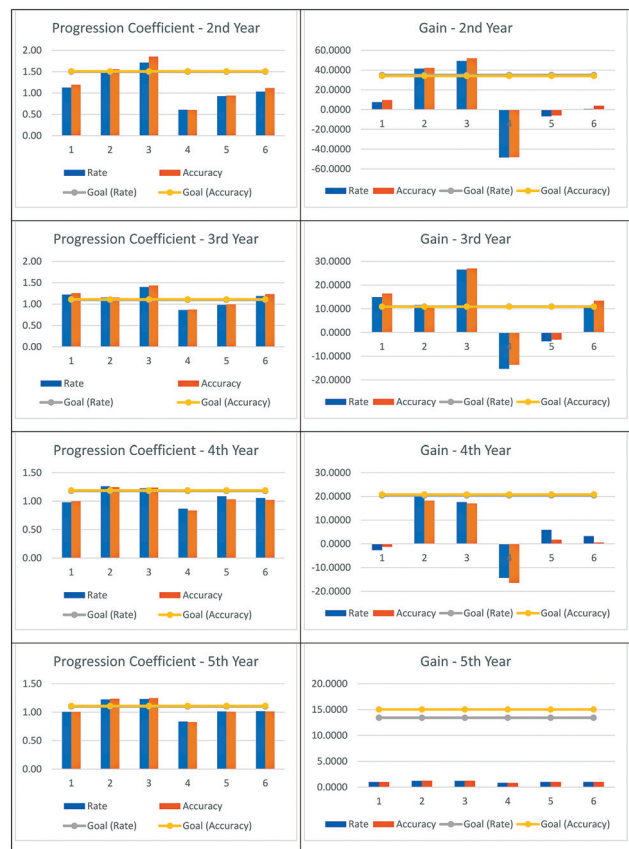 Progression Coefficient - 2nd Year
2.00
1.50
1.00
0.50
0.00
1 2 3 4 5 6
Rate Accuracy
Goal (Rate) Goal (Accuracy)
Gain - 2nd Year
60.0000
40.0000
20.0000
0.0000
-20.0000
-40.0000
-60.0000
1 2 3 4 5 6
Rate Accuracy Goal (Rate) Goal (Accuracy)
Progression Coefficient - 3rd Year
2.00
1.50
1.00
0.50
0.00
1 2 3 4 5 6
Rate Accuracy
Goal (Rate) Goal (Accuracy)
Gain - 3rd Year
30.0000
20.0000
10.0000
0.0000
-10.0000
-20.0000
1 2 3 4 5 6
Rate Accuracy Goal (Rate) Goal (Accuracy)
Progression Coefficient - 4th Year
1.50
1.00
0.50
0.00
1 2 3 4 5 6
Rate Accuracy
Goal (Rate) Goal (Accuracy)
Gain - 4th Year
30.0000
20.0000
10.0000
0.0000
-10.0000
-20.0000
1 2 3 4 5 6
Rate Accuracy Goal (Rate) Goal (Accuracy)
Progression Coefficient - 5th Year
1.50
1.00
0.50
0.00
1 2 3 4 5 6
Rate Accuracy
Goal (Rate) Goal (Accuracy)
Gain - 5th Year
20.0000
15.0000
10.0000
5.0000
0.0000
1 2 3 4 5 6
Rate Accuracy Goal (Rate) Goal (Accuracy)